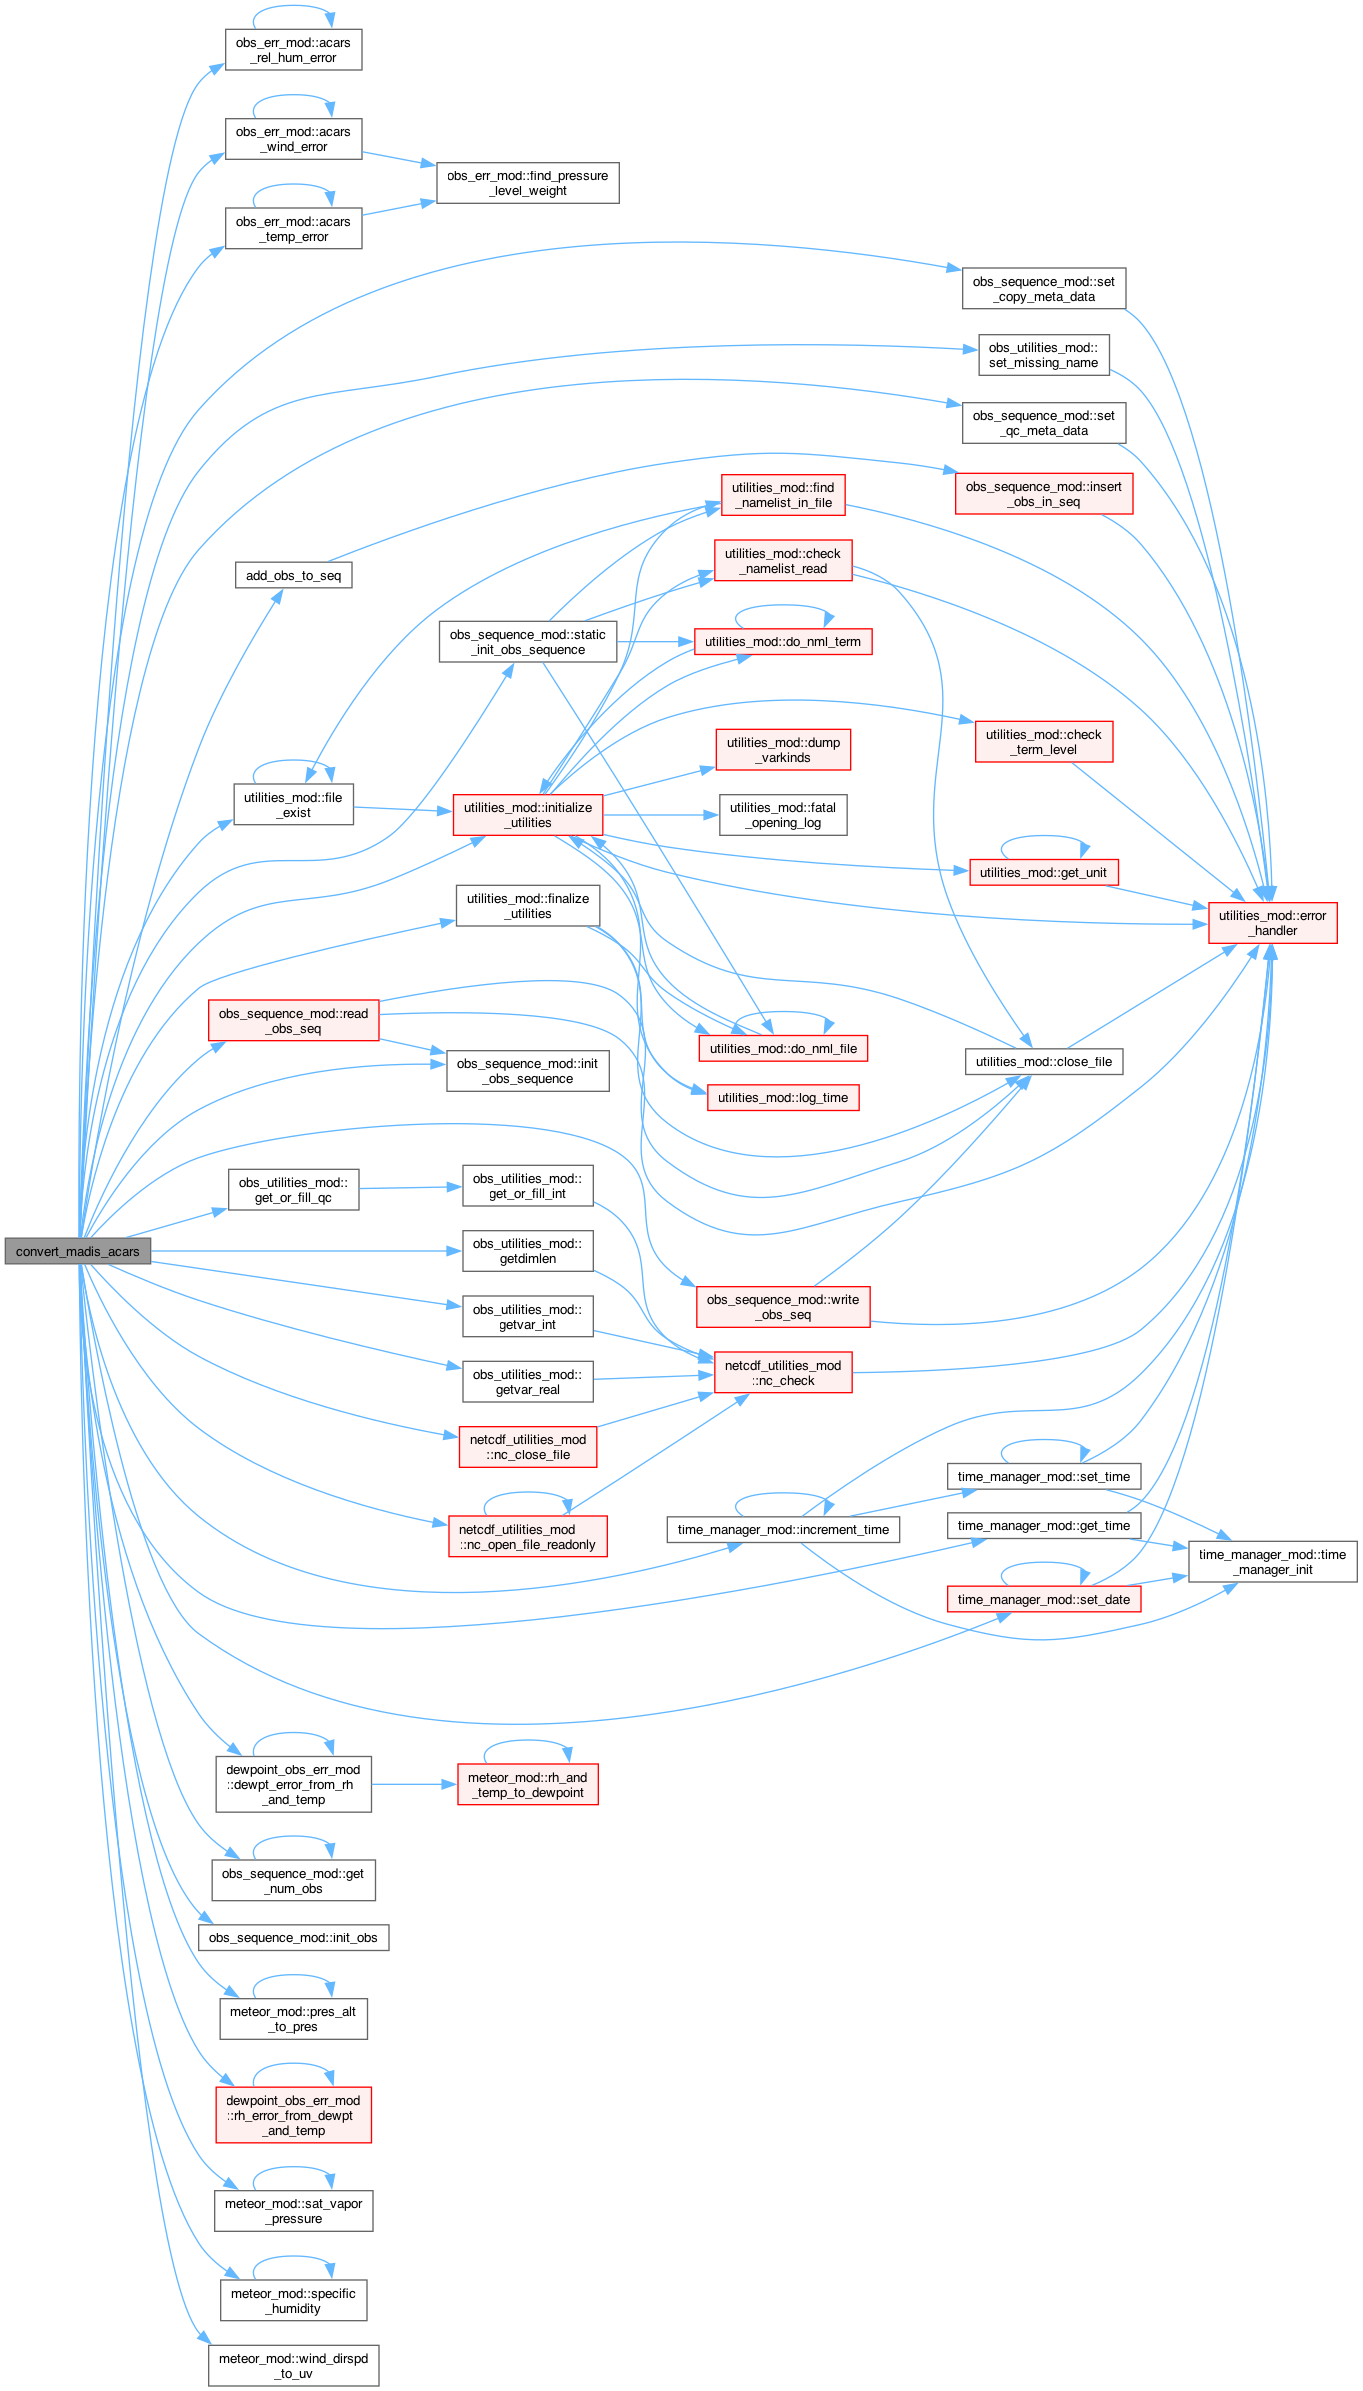 obs_err_mod::acars
_rel_hum_error
obs_err_mod::acars
_wind_error
obs_err_mod::find_pressure
_level_weight
obs_err_mod::acars
_temp_error
obs_sequence_mod::set
_copy_meta_data
obs_utilities_mod::
set_missing_name
obs_sequence_mod::set
_qc_meta_data
utilities_mod::find
_namelist_in_file
obs_sequence_mod::insert
_obs_in_seq
utilities_mod::check
_namelist_read
add_obs_to_seq
obs_sequence_mod::static
_init_obs_sequence
utilities_mod::do_nml_term
utilities_mod::check
_term_level
utilities_mod::dump
_varkinds
utilities_mod::file
_exist
utilities_mod::initialize
_utilities
utilities_mod::fatal
_opening_log
utilities_mod::get_unit
utilities_mod::finalize
_utilities
utilities_mod::error
_handler
obs_sequence_mod::read
_obs_seq
utilities_mod::do_nml_file
utilities_mod::close_file
obs_sequence_mod::init
_obs_sequence
utilities_mod::log_time
obs_utilities_mod::
get_or_fill_qc
obs_utilities_mod::
get_or_fill_int
convert_madis_acars
obs_utilities_mod::
getdimlen
obs_sequence_mod::write
_obs_seq
obs_utilities_mod::
getvar_int
obs_utilities_mod::
getvar_real
netcdf_utilities_mod
::nc_check
netcdf_utilities_mod
::nc_close_file
time_manager_mod::set_time
netcdf_utilities_mod
::nc_open_file_readonly
time_manager_mod::increment_time
time_manager_mod::get_time
time_manager_mod::time
_manager_init
time_manager_mod::set_date
dewpoint_obs_err_mod
::dewpt_error_from_rh
_and_temp
meteor_mod::rh_and
_temp_to_dewpoint
obs_sequence_mod::get
_num_obs
obs_sequence_mod::init_obs
meteor_mod::pres_alt
_to_pres
dewpoint_obs_err_mod
::rh_error_from_dewpt
_and_temp
meteor_mod::sat_vapor
_pressure
meteor_mod::specific
_humidity
meteor_mod::wind_dirspd
_to_uv